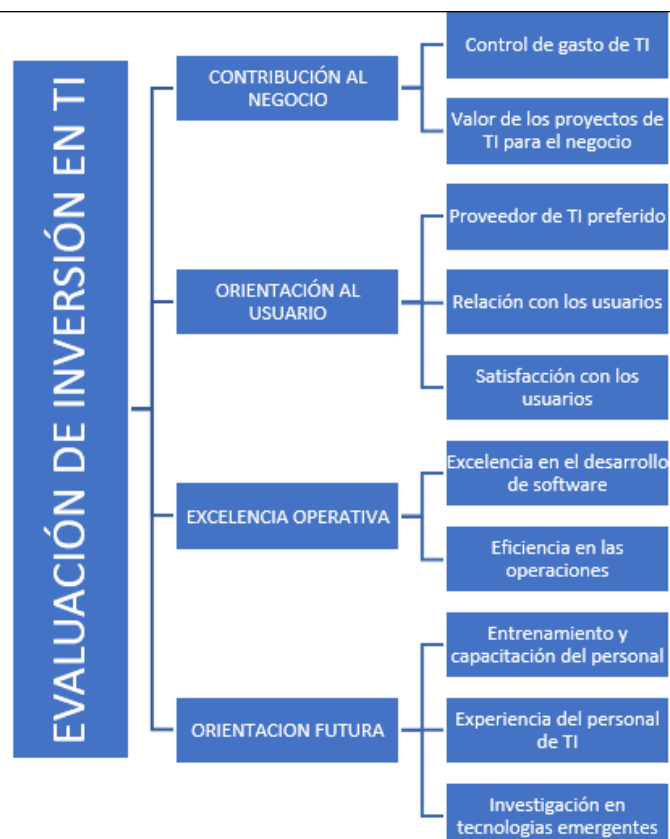 EVALUACIÓN DE INVERSIÓN EN TI
CONTRIBUCIÓN AL
NEGOCIO
Control de gasto de TI
Valor de los proyectos de
TI para el negocio
ORIENTACIÓN AL
USUARIO
Proveedor de TI preferido
Relación con los usuarios
Satisfacción con los
usuarios
EXCELENCIA OPERATIVA
Excelencia en el desarrollo
de software
Eficiencia en las
operaciones
ORIENTACION FUTURA
Entrenamiento y
capacitación del personal
Experiencia del personal
de TI
Investigación en
tecnologias emergentes